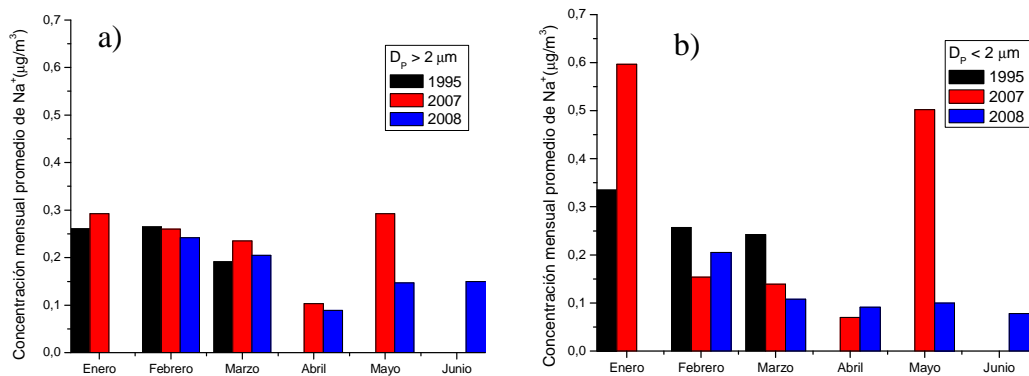 a)
Concentración mensual promedio de Na⁺(μg/m³)
0,7
0,6
0,5
0,4
0,3
0,2
0,1
0,0
D_P > 2 μm
1995
2007
2008
Enero Febrero Marzo Abril Mayo Junio
b)
Concentración mensual promedio de Na⁺(μg/m³)
0,7
0,6
0,5
0,4
0,3
0,2
0,1
0,0
D_P < 2 μm
1995
2007
2008
Enero Febrero Marzo Abril Mayo Junio